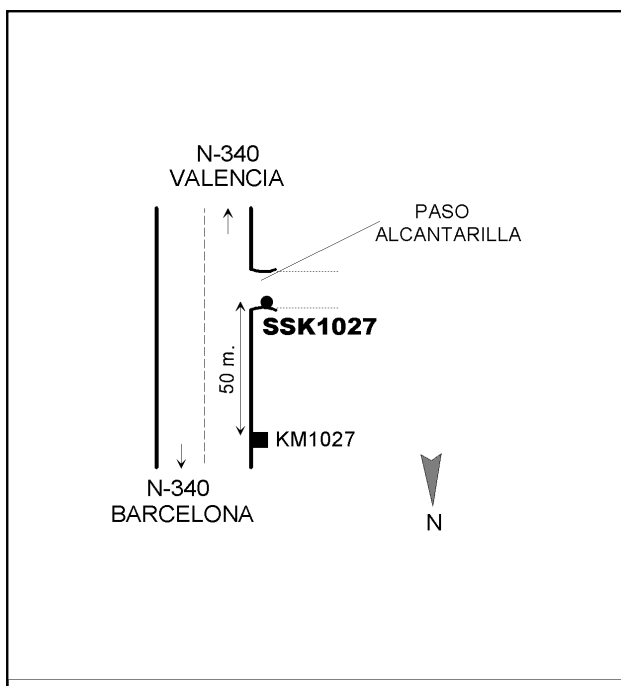 N-340
VALENCIA
PASO
ALCANTARILLA
SSK1027
50 m.
KM1027
N-340
BARCELONA
N